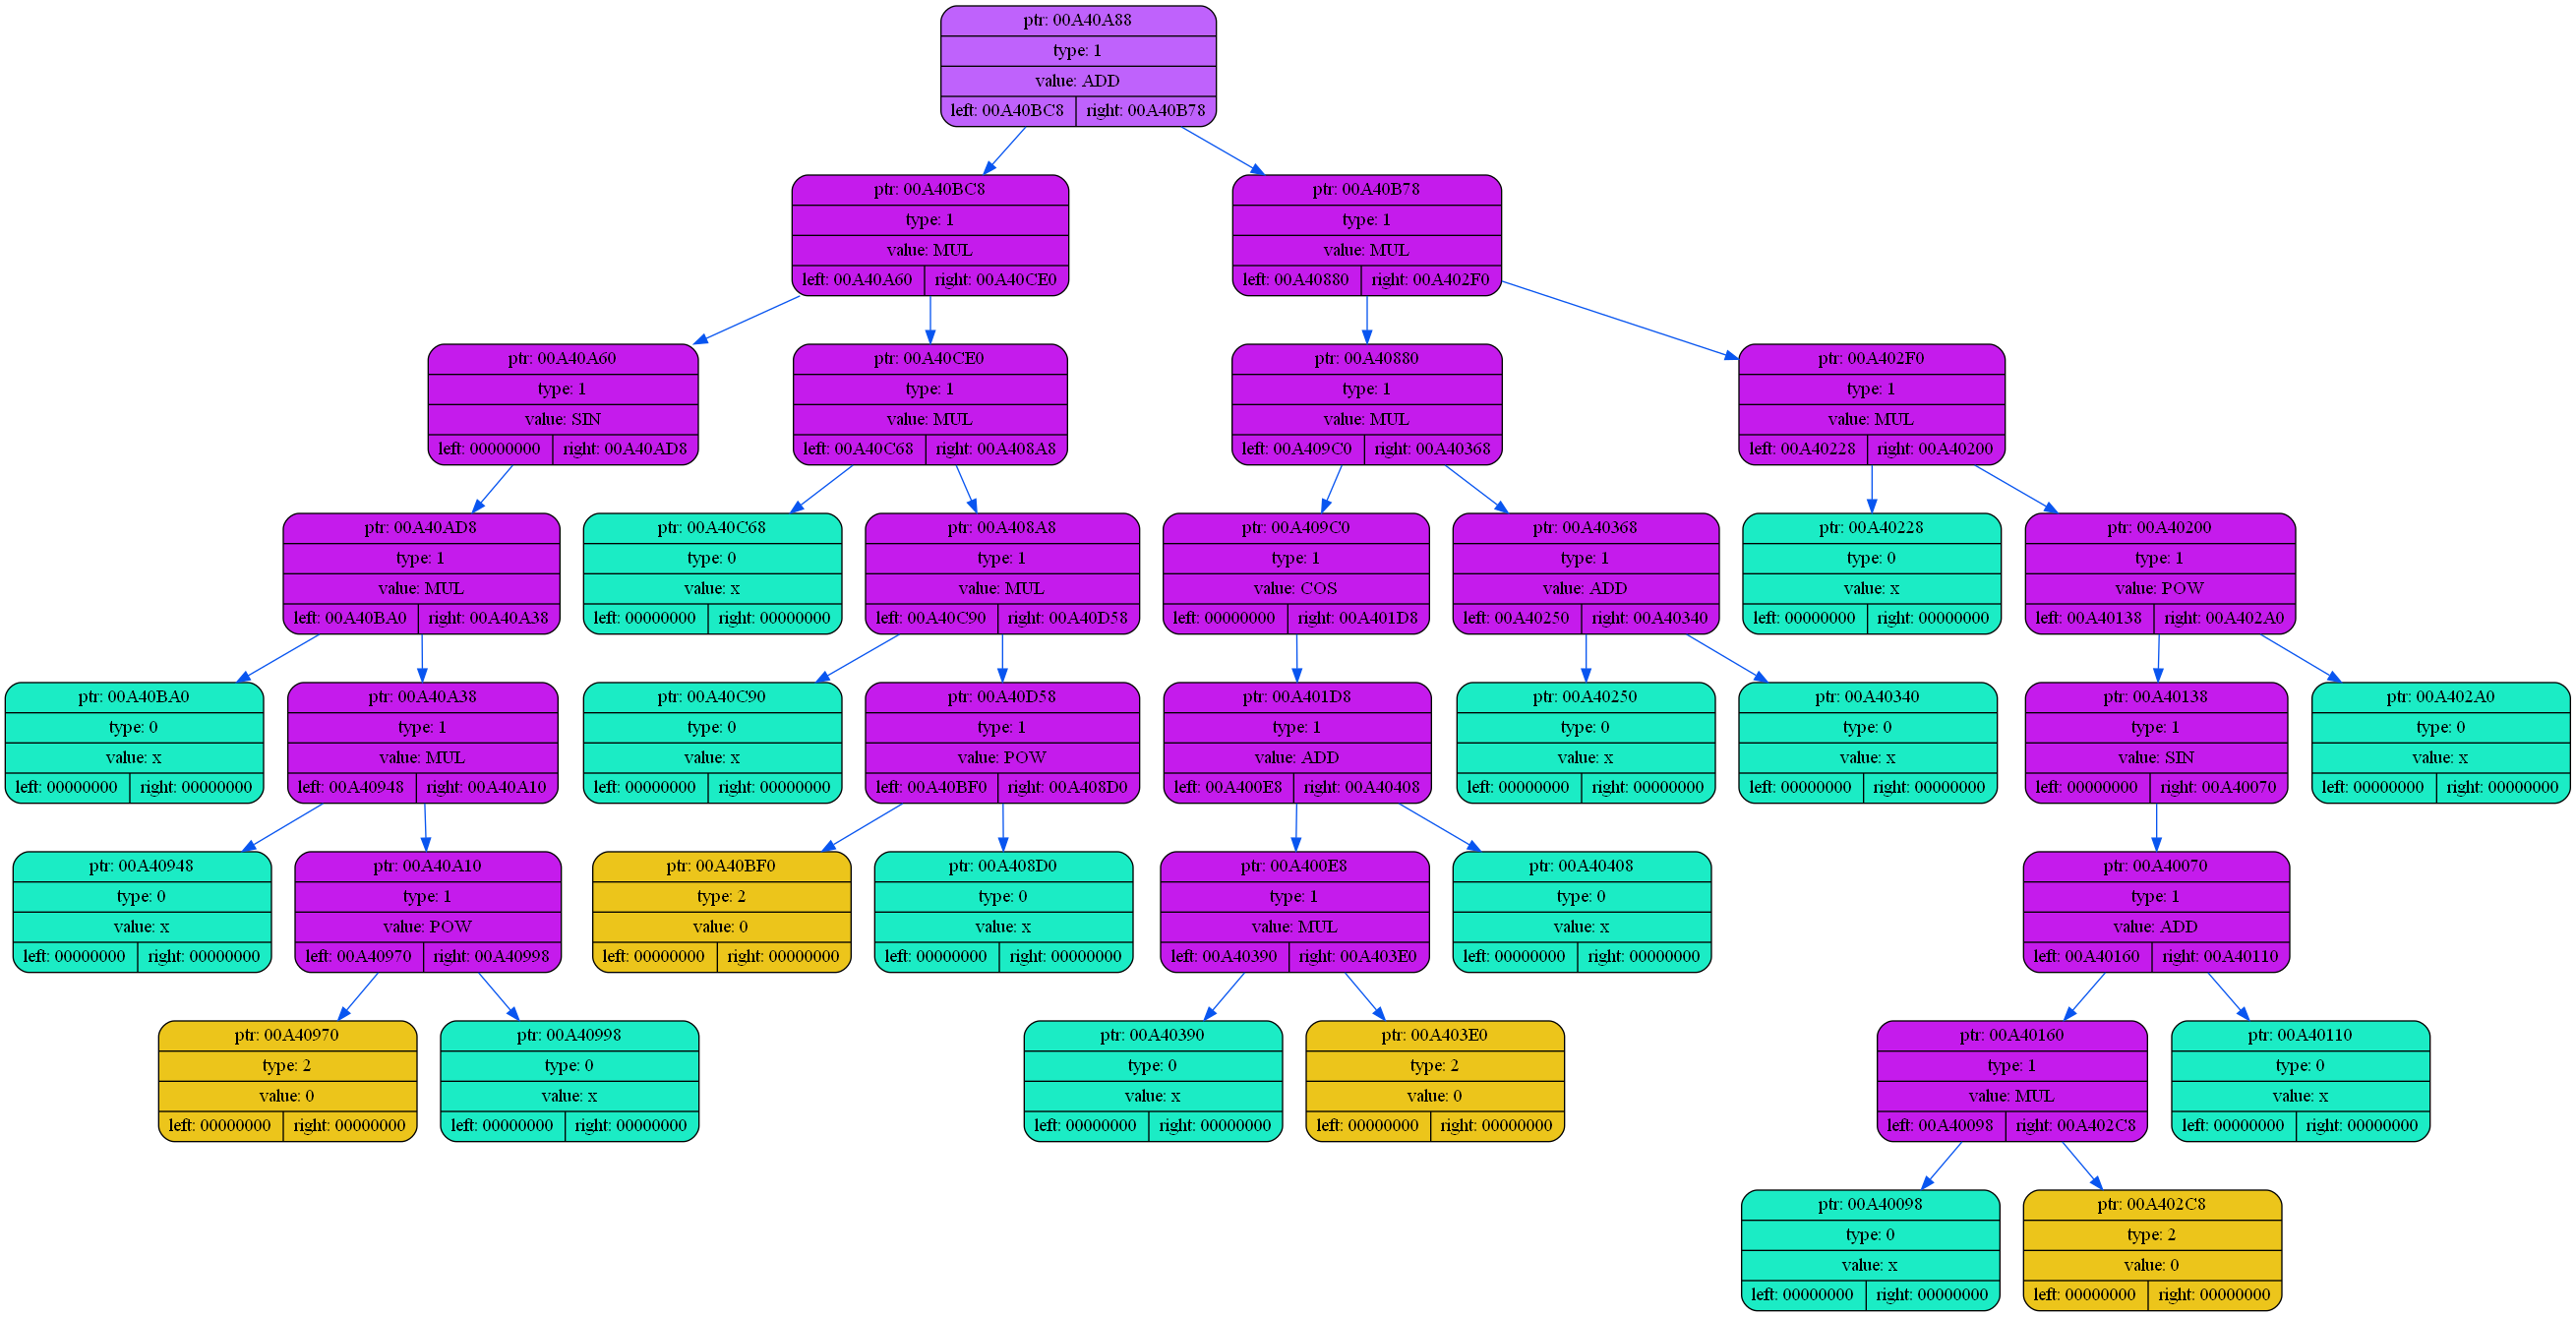 ptr: 00A40A88
type: 1
value: ADD
left: 00A40BC8 right: 00A40B78
ptr: 00A40BC8
type: 1
value: MUL
left: 00A40A60 right: 00A40CE0
ptr: 00A40B78
type: 1
value: MUL
left: 00A40880 right: 00A402F0
ptr: 00A40A60
type: 1
value: SIN
left: 00000000 right: 00A40AD8
ptr: 00A40CE0
type: 1
value: MUL
left: 00A40C68 right: 00A408A8
ptr: 00A40880
type: 1
value: MUL
left: 00A409C0 right: 00A40368
ptr: 00A402F0
type: 1
value: MUL
left: 00A40228 right: 00A40200
ptr: 00A40AD8
type: 1
value: MUL
left: 00A40BA0 right: 00A40A38
ptr: 00A40C68
type: 0
value: x
left: 00000000 right: 00000000
ptr: 00A408A8
type: 1
value: MUL
left: 00A40C90 right: 00A40D58
ptr: 00A409C0
type: 1
value: COS
left: 00000000 right: 00A401D8
ptr: 00A40368
type: 1
value: ADD
left: 00A40250 right: 00A40340
ptr: 00A40228
type: 0
value: x
left: 00000000 right: 00000000
ptr: 00A40200
type: 1
value: POW
left: 00A40138 right: 00A402A0
ptr: 00A40BA0
type: 0
value: x
left: 00000000 right: 00000000
ptr: 00A40A38
type: 1
value: MUL
left: 00A40948 right: 00A40A10
ptr: 00A40C90
type: 0
value: x
left: 00000000 right: 00000000
ptr: 00A40D58
type: 1
value: POW
left: 00A40BF0 right: 00A408D0
ptr: 00A401D8
type: 1
value: ADD
left: 00A400E8 right: 00A40408
ptr: 00A40250
type: 0
value: x
left: 00000000 right: 00000000
ptr: 00A40340
type: 0
value: x
left: 00000000 right: 00000000
ptr: 00A40138
type: 1
value: SIN
left: 00000000 right: 00A40070
ptr: 00A402A0
type: 0
value: x
left: 00000000 right: 00000000
ptr: 00A40948
type: 0
value: x
left: 00000000 right: 00000000
ptr: 00A40A10
type: 1
value: POW
left: 00A40970 right: 00A40998
ptr: 00A40BF0
type: 2
value: 0
left: 00000000 right: 00000000
ptr: 00A408D0
type: 0
value: x
left: 00000000 right: 00000000
ptr: 00A400E8
type: 1
value: MUL
left: 00A40390 right: 00A403E0
ptr: 00A40408
type: 0
value: x
left: 00000000 right: 00000000
ptr: 00A40070
type: 1
value: ADD
left: 00A40160 right: 00A40110
ptr: 00A40970
type: 2
value: 0
left: 00000000 right: 00000000
ptr: 00A40998
type: 0
value: x
left: 00000000 right: 00000000
ptr: 00A40390
type: 0
value: x
left: 00000000 right: 00000000
ptr: 00A403E0
type: 2
value: 0
left: 00000000 right: 00000000
ptr: 00A40160
type: 1
value: MUL
left: 00A40098 right: 00A402C8
ptr: 00A40110
type: 0
value: x
left: 00000000 right: 00000000
ptr: 00A40098
type: 0
value: x
left: 00000000 right: 00000000
ptr: 00A402C8
type: 2
value: 0
left: 00000000 right: 00000000